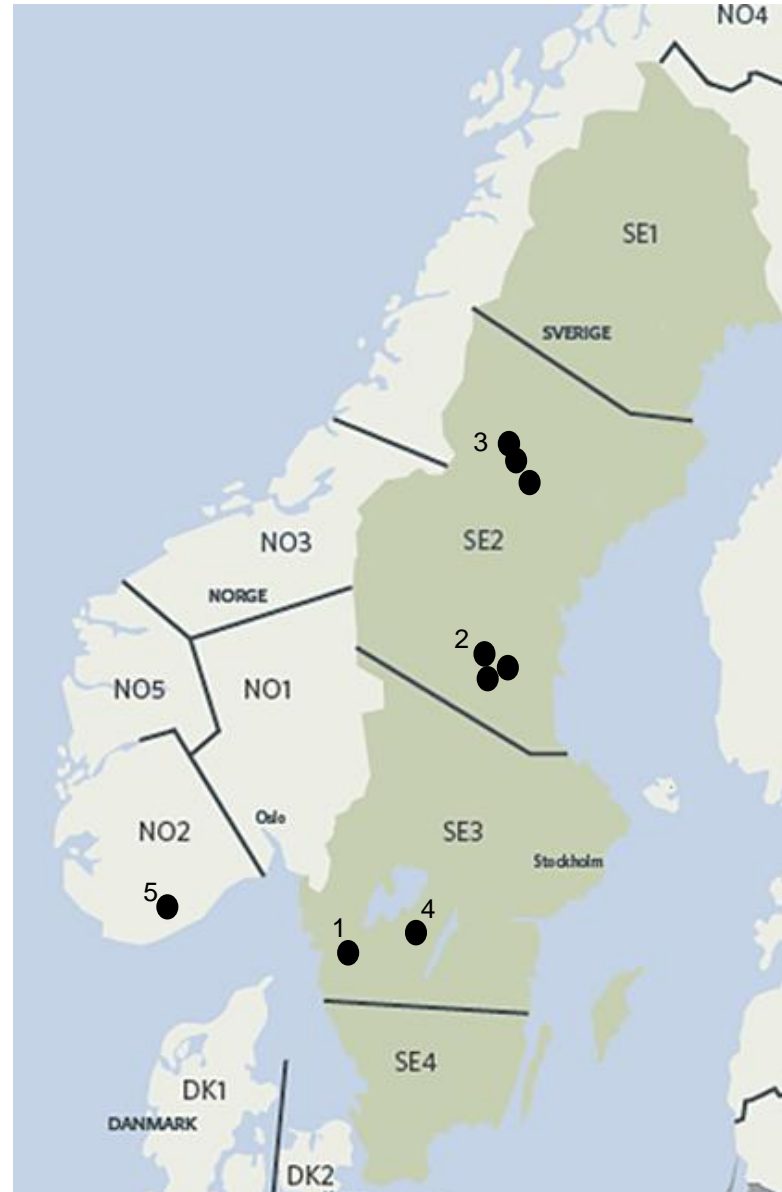 NO4
SE1
SVERIGE
3
NO3
SE2
NORGE
2
NO5
NO1
Oslo
NO2
SE3
Stockholm
5
4
1
SE4
DK1
DANMARK
DK2